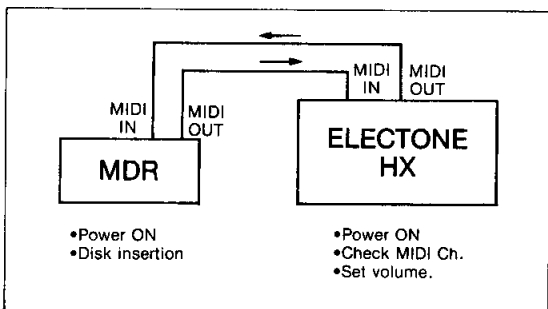 MIDI IN
MIDI OUT
MIDI IN
MIDI OUT
MDR
ELECTONE
HX
•Power ON
•Disk insertion
•Power ON
•Check MIDI Ch.
•Set volume.